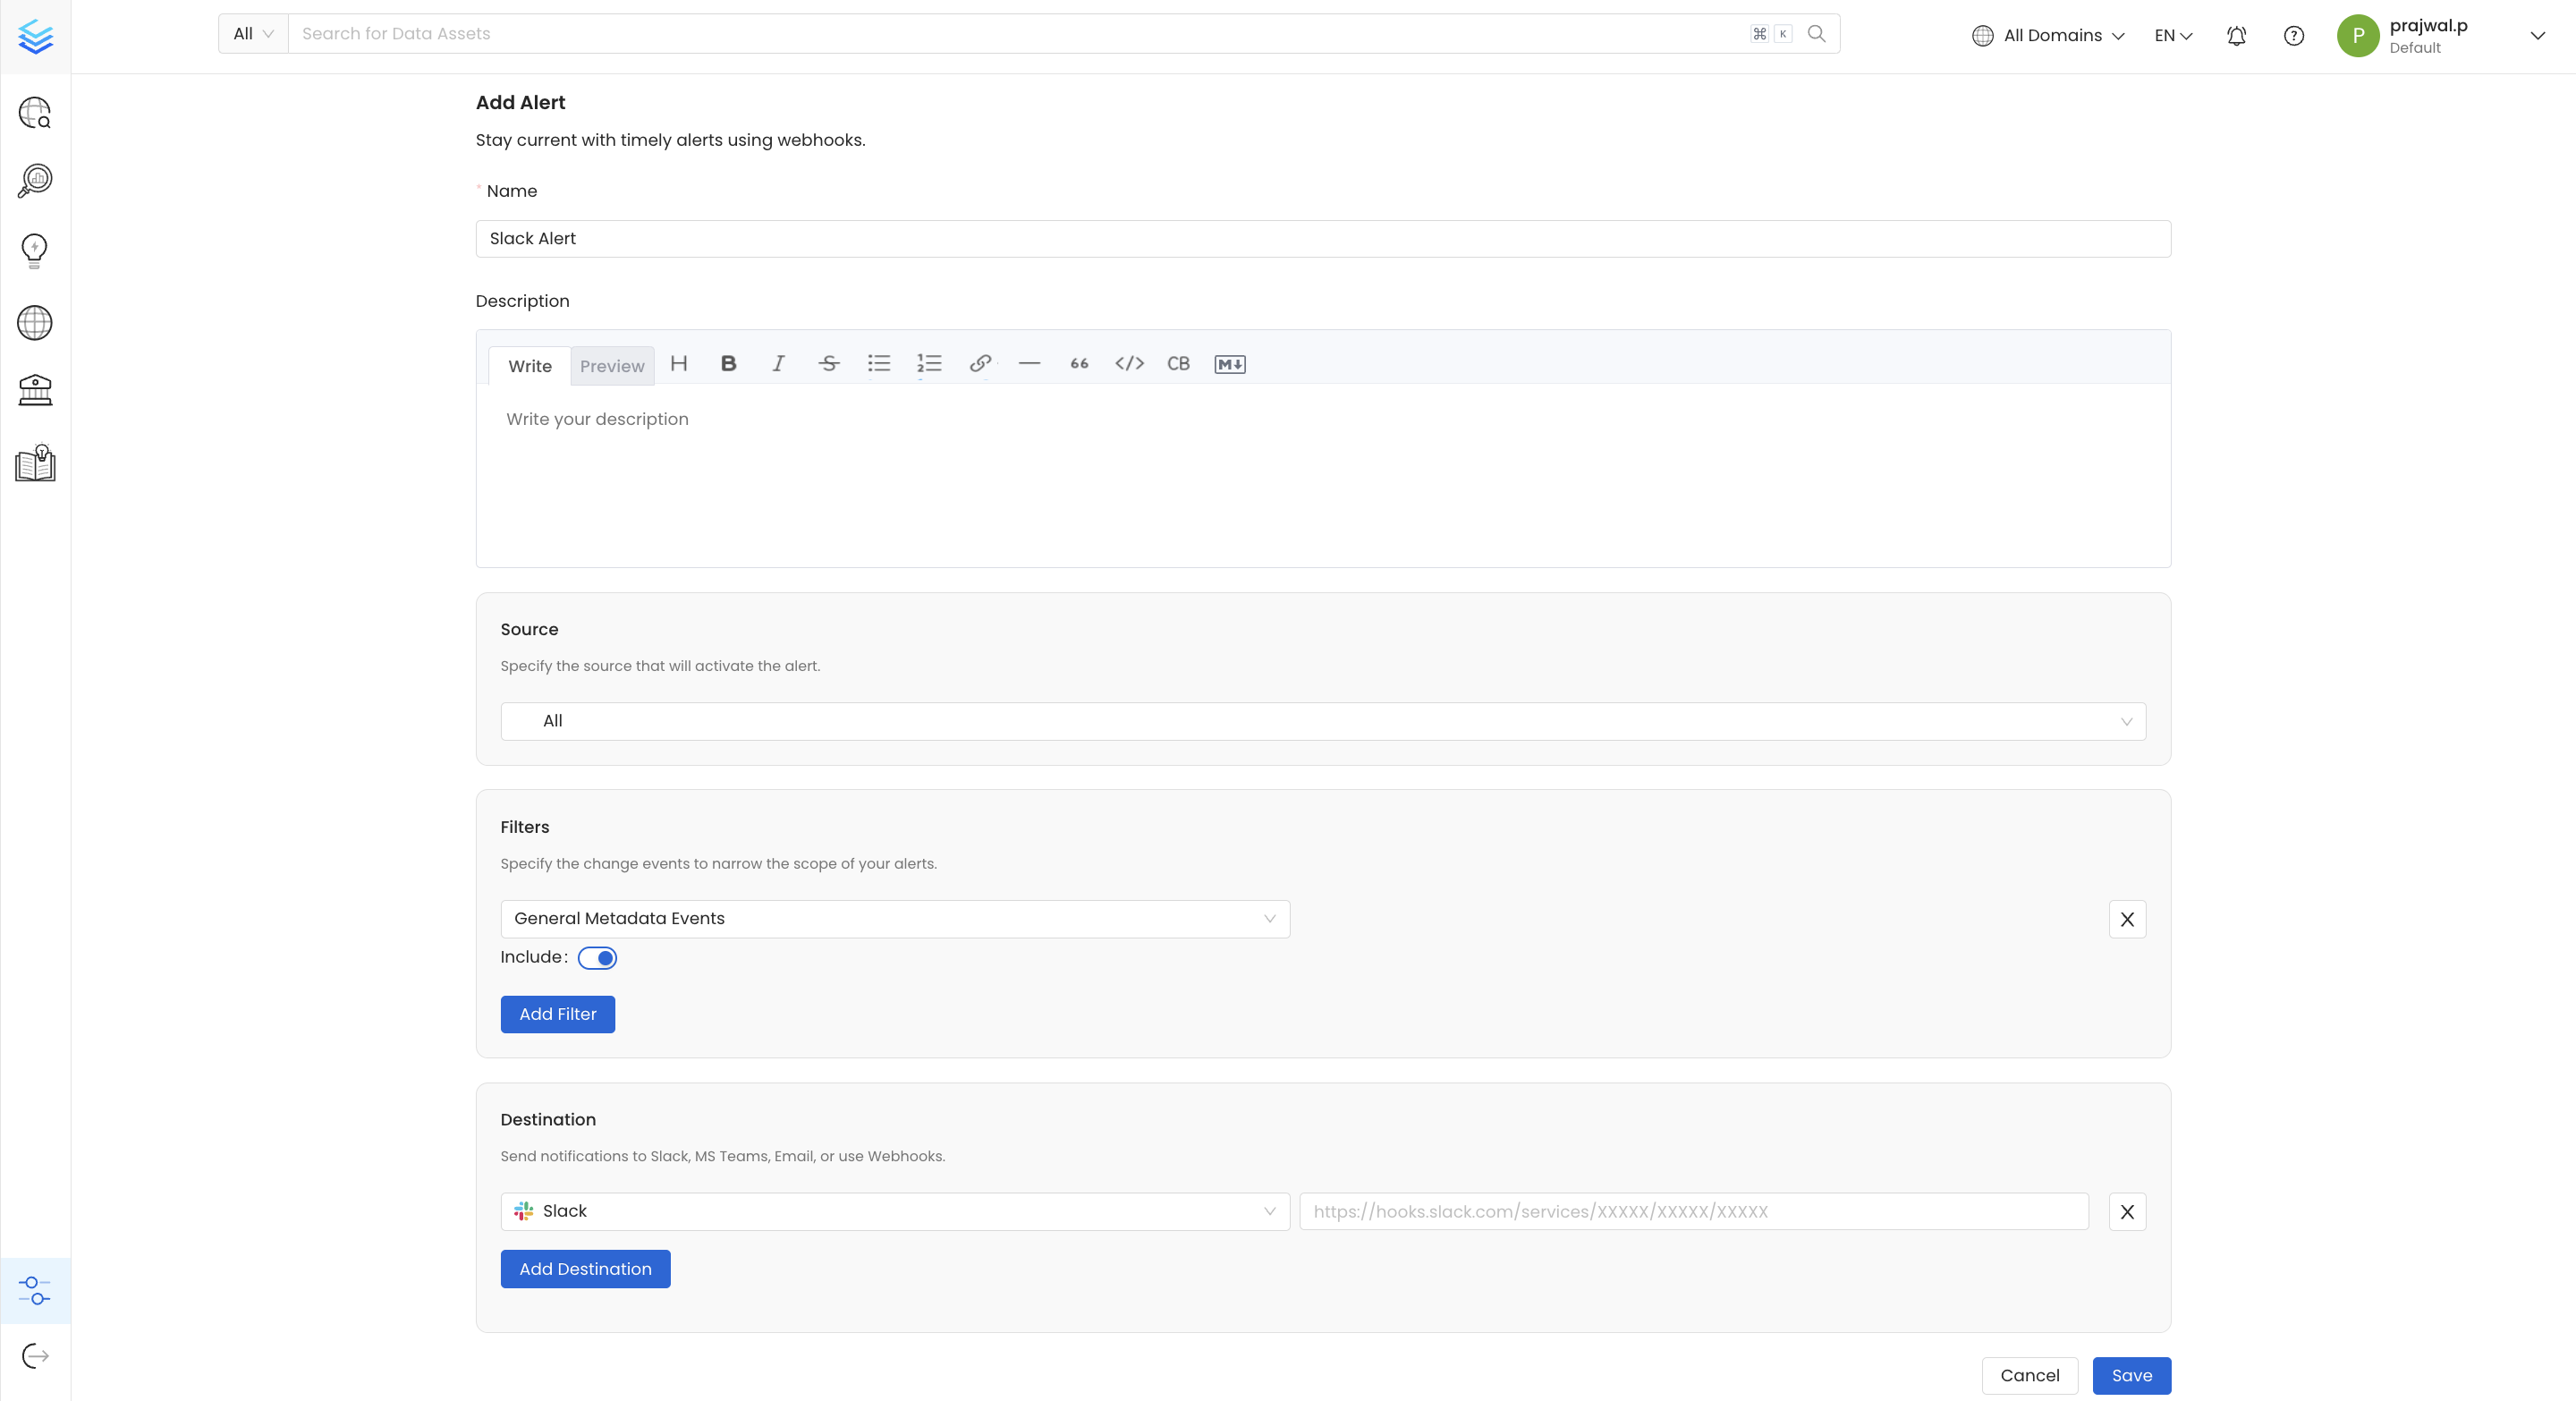 All
Search for Data Assets
⌘ K
All Domains
EN
P
prajwal.p
Default
Add Alert
Stay current with timely alerts using webhooks.
* Name
Slack Alert
Description
Write Preview H B I S 66 </> CB M↓
Write your description
Source
Specify the source that will activate the alert.
All
Filters
Specify the change events to narrow the scope of your alerts.
General Metadata Events
Include:
Add Filter
Destination
Send notifications to Slack, MS Teams, Email, or use Webhooks.
Slack
https://hooks.slack.com/services/XXXXX/XXXXX/XXXXX
Add Destination
Cancel
Save